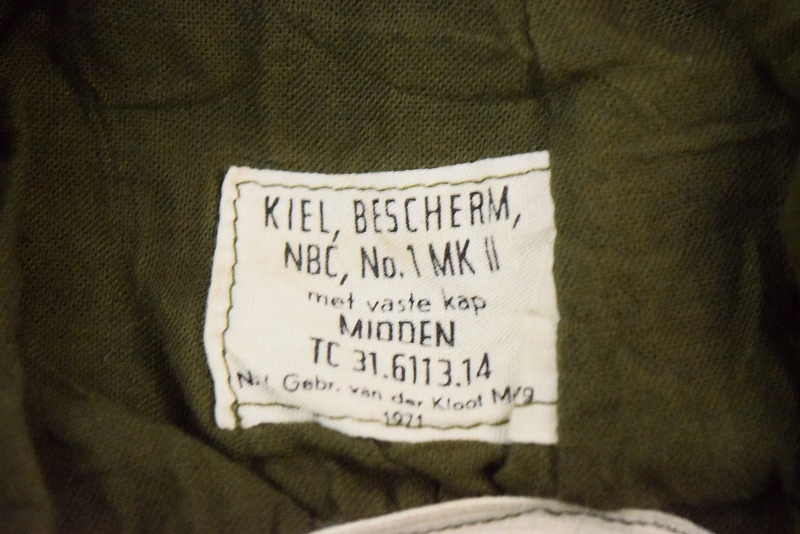 KIEL, BESCHERM,
NBC, No.1 MK II
met vaste kap
MIDDEN
TC 31.6113.14
Gebr. van der Kloot M/g
1971